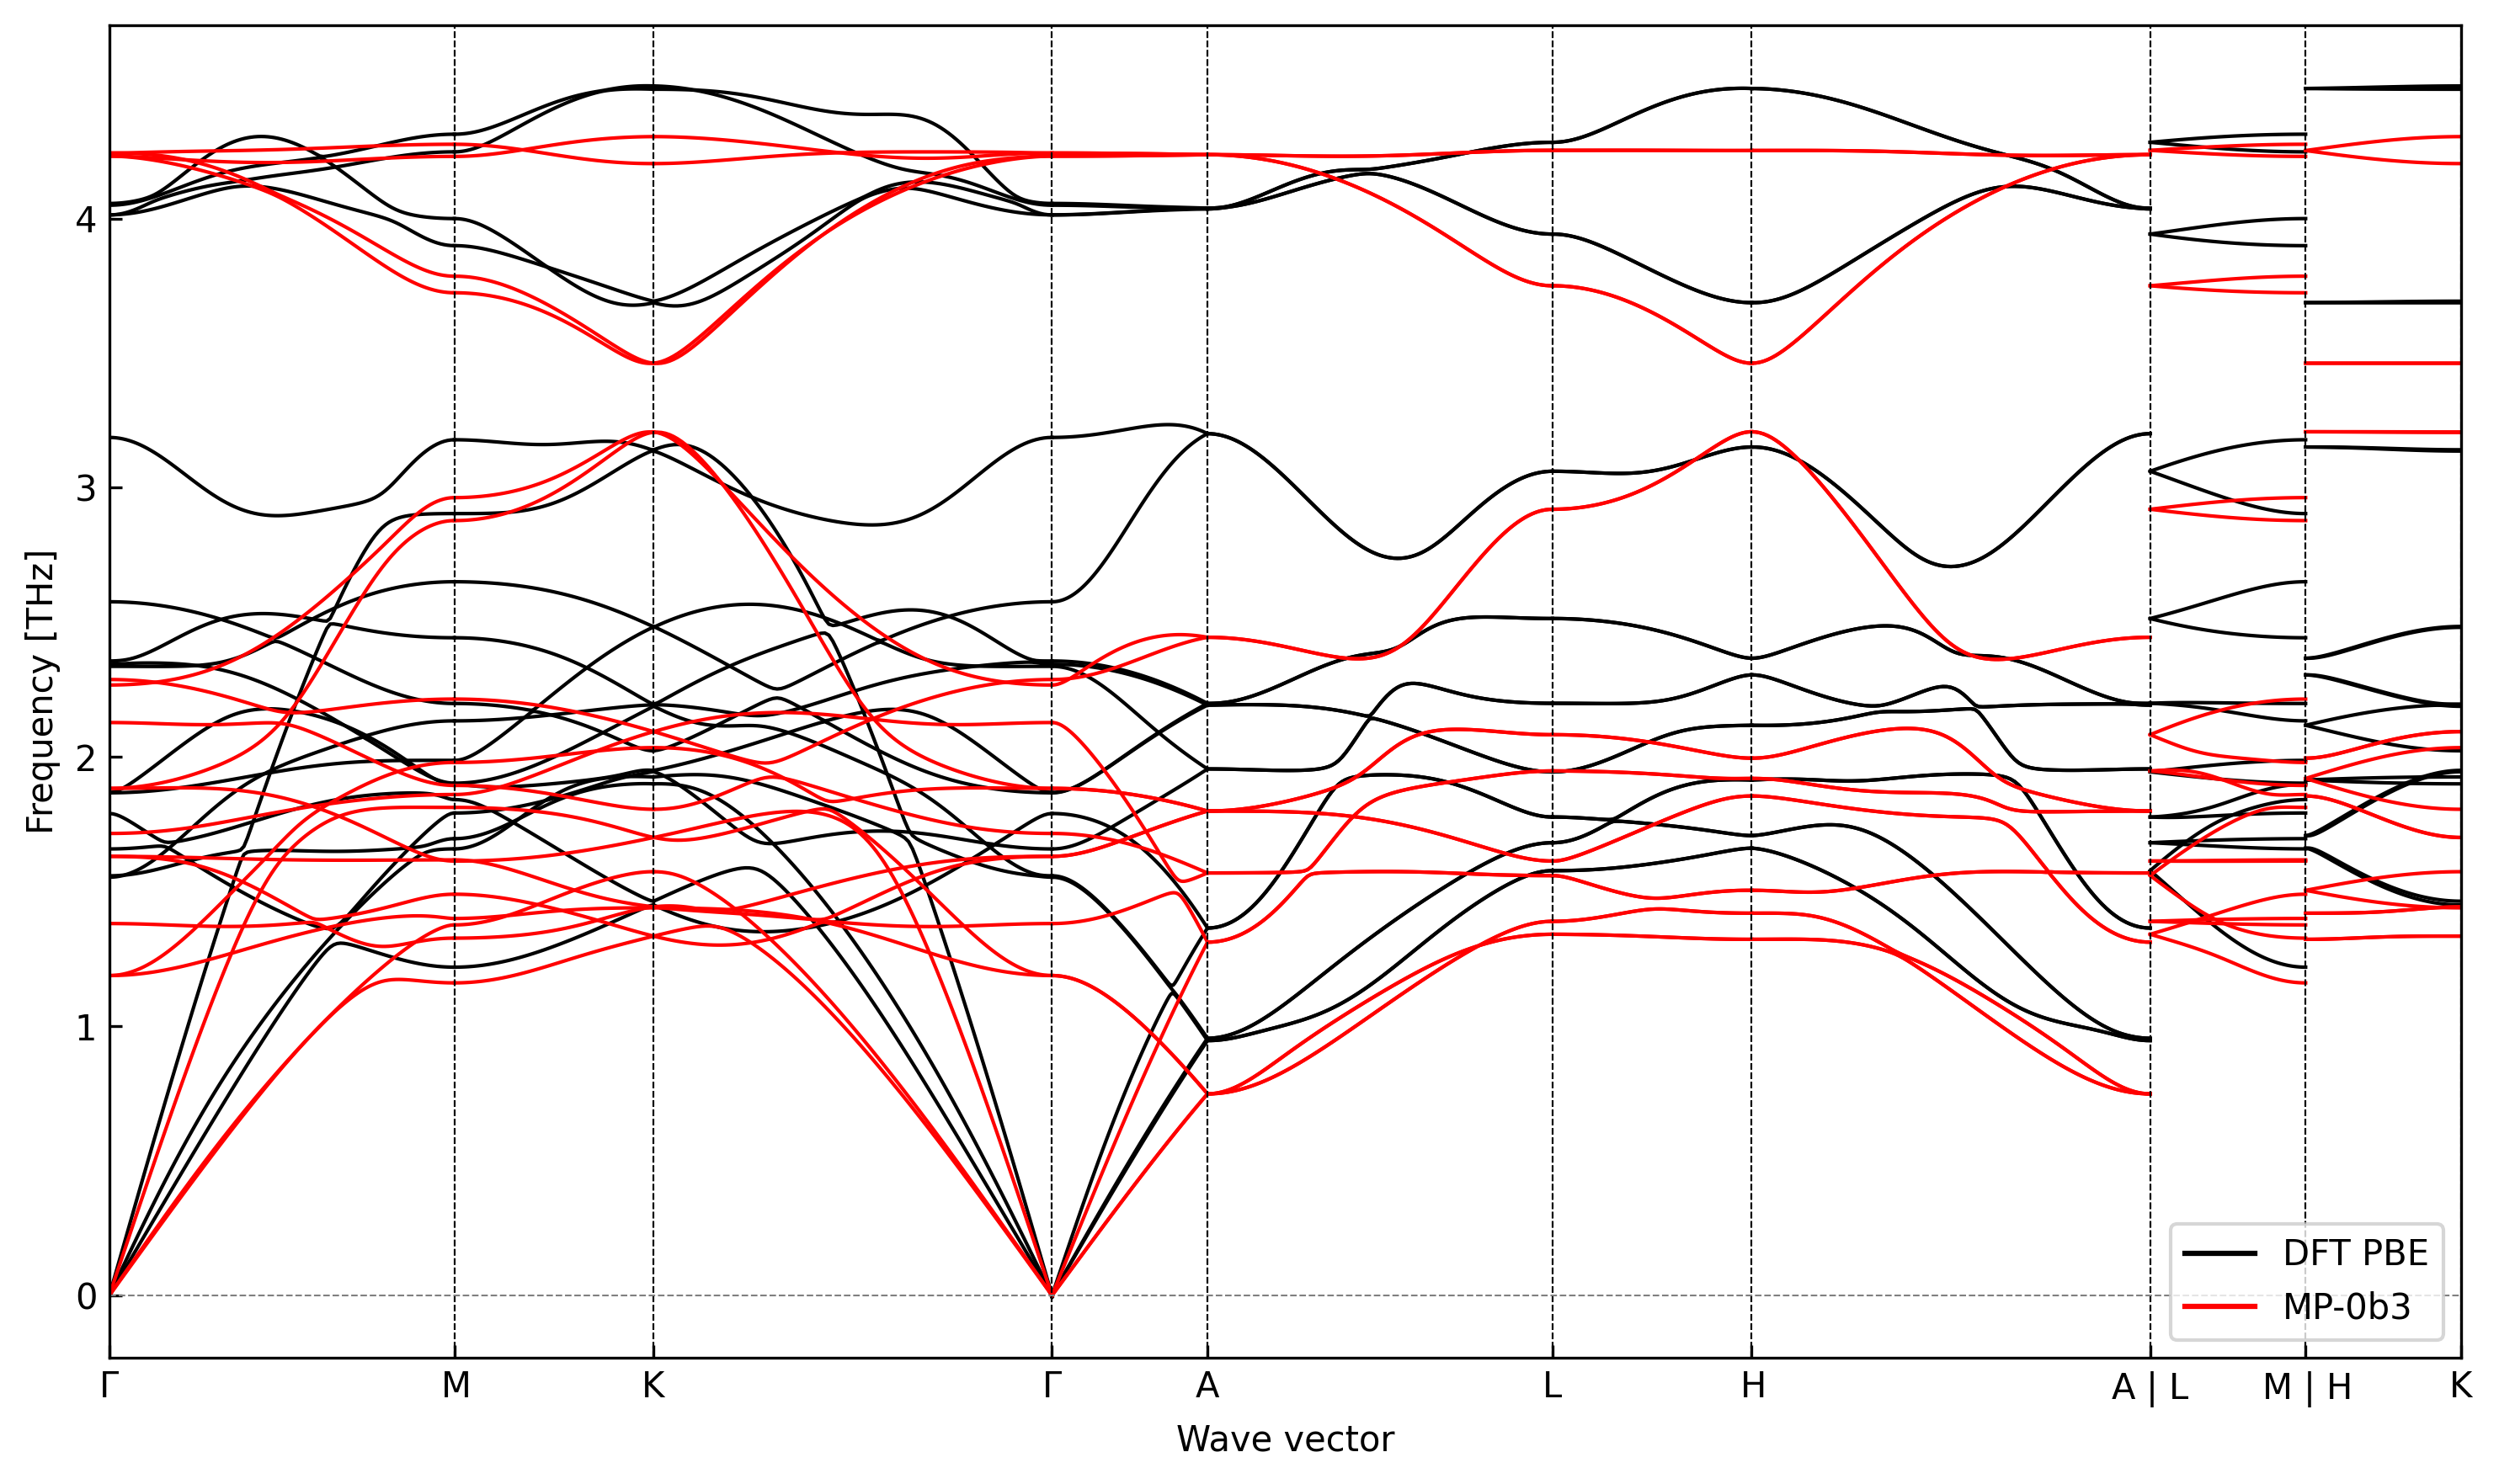 Frequency [THz]
4
3
2
1
0
DFT PBE
MP-0b3
Γ M K Γ A L H A | L M | H K
Wave vector